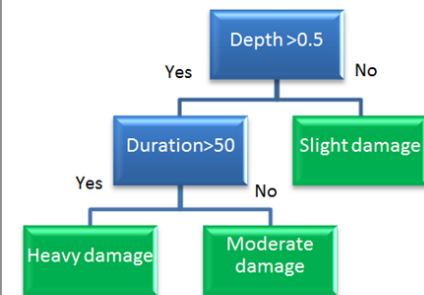 Depth >0.5
Yes
No
Duration>50
Slight damage
Yes
No
Heavy damage
Moderate
damage